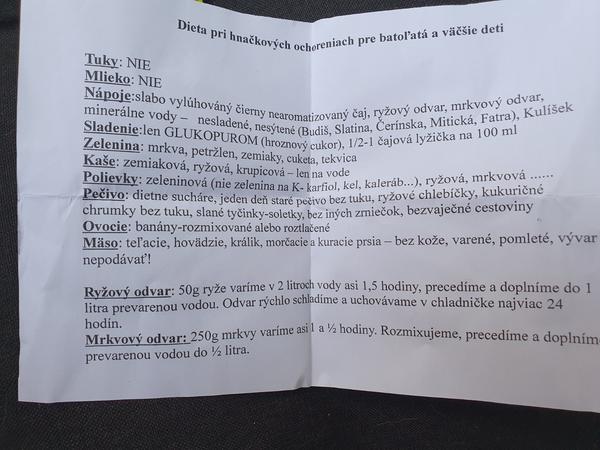 Dieta pri hnačkových ochoreniach pre batoľatá a väčšie deti
Tuky: NIE
Mlieko: NIE
Nápoje:slabo vylúhováný čierny nearomatizovaný čaj, ryžový odvar, mrkvový odvar,
minerálne vody – nesladené, nesýtené (Budiš, Slatina, Čerínska, Mitická, Fatra), Kulíšek
Sladenie:len GLUKOPUROM (hroznový cukor), 1/2-1 čajová lyžička na 100 ml
Zelenina: mrkva, petržlen, zemiaky, cuketa, tekvica
Kaše: zemiaková, ryžová, krupicová – len na vode
Polievky: zeleninová (nie zelenina na K- karfiol, kel, kaleráb...), ryžová, mrkvová ......
Pečivo: dietne sucháre, jeden deň staré pečivo bez tuku, ryžové chlebíčky, kukuričné
chrumky bez tuku, slané tyčinky-soletky, bez iných zmiečok, bezvaječné cestoviny
Ovocie: banány-rozmixované alebo roztlačené
Mäso: teľacie, hovädzie, králik, morčacie a kuracie prsia – bez kože, varené, pomleté, vývar
nepodávať!
Ryžový odvar: 50g ryže varíme v 2 litroch vody asi 1,5 hodiny, precedíme a doplníme do 1
litra prevarenou vodou. Odvar rýchlo schladíme a uchovávame v chladničke najviac 24
hodín.
Mrkvový odvar: 250g mrkvy varíme asi 1 a ½ hodiny. Rozmixujeme, precedíme a doplním
prevarenou vodou do ½ litra.